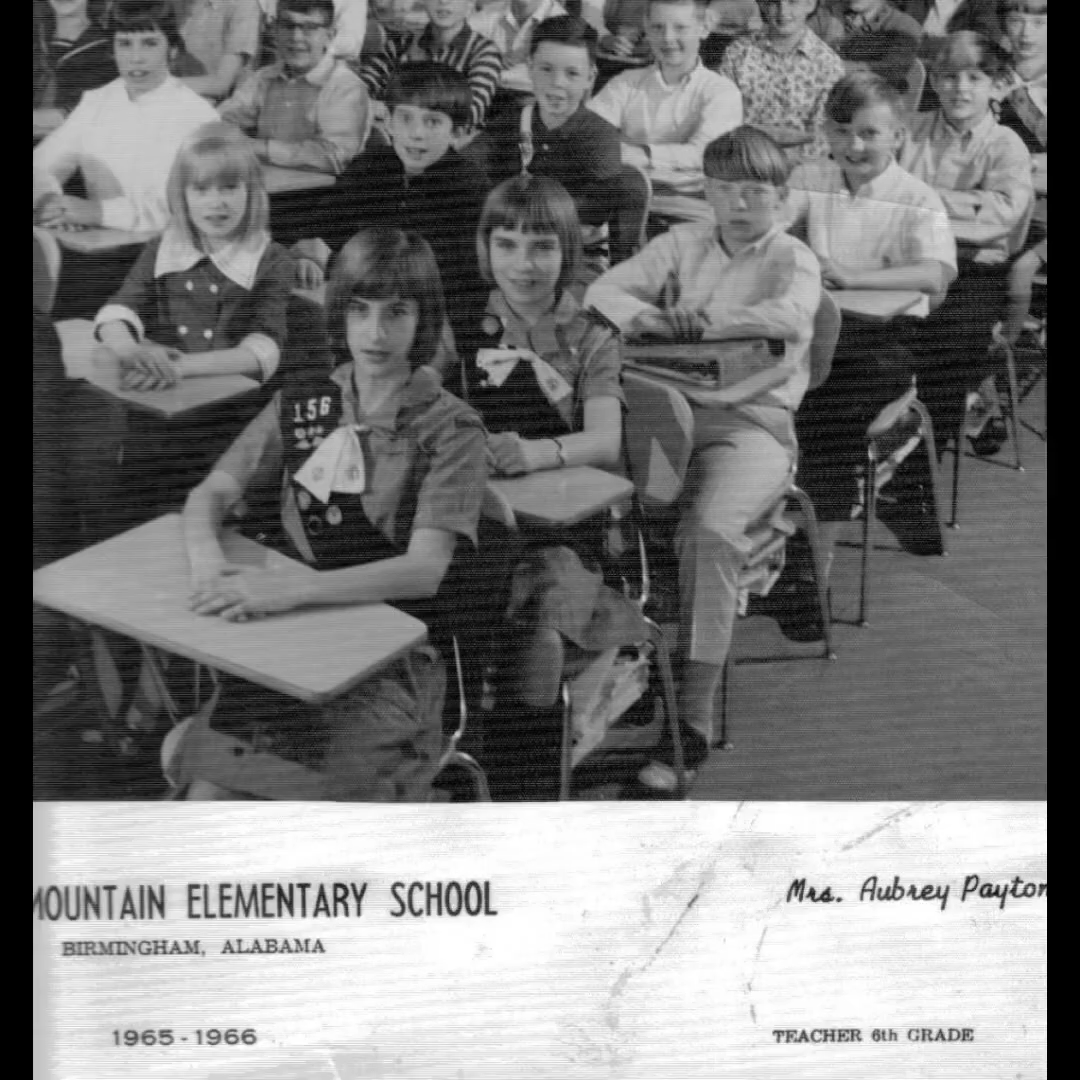 156
MOUNTAIN ELEMENTARY SCHOOL
Mrs. Aubrey Payton
BIRMINGHAM, ALABAMA
1965-1966
TEACHER 6th GRADE